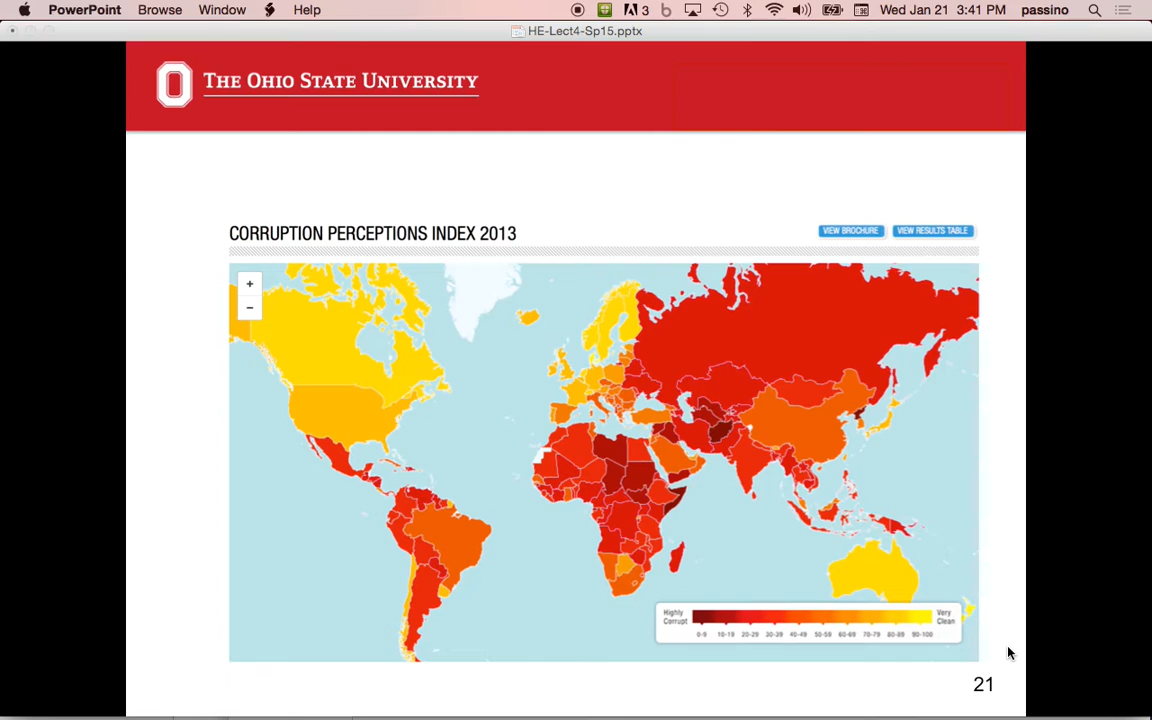 PowerPoint Browse Window Help 3 Wed Jan 21 3:41 PM passino
HE-Lect4-Sp15.pptx
THE OHIO STATE UNIVERSITY
CORRUPTION PERCEPTIONS INDEX 2013
VIEW BROCHURE VIEW RESULTS TABLE
+
−
Highly Corrupt
Very Clean
0-9 10-19 20-29 30-39 40-49 50-59 60-69 70-79 80-89 90-100
21